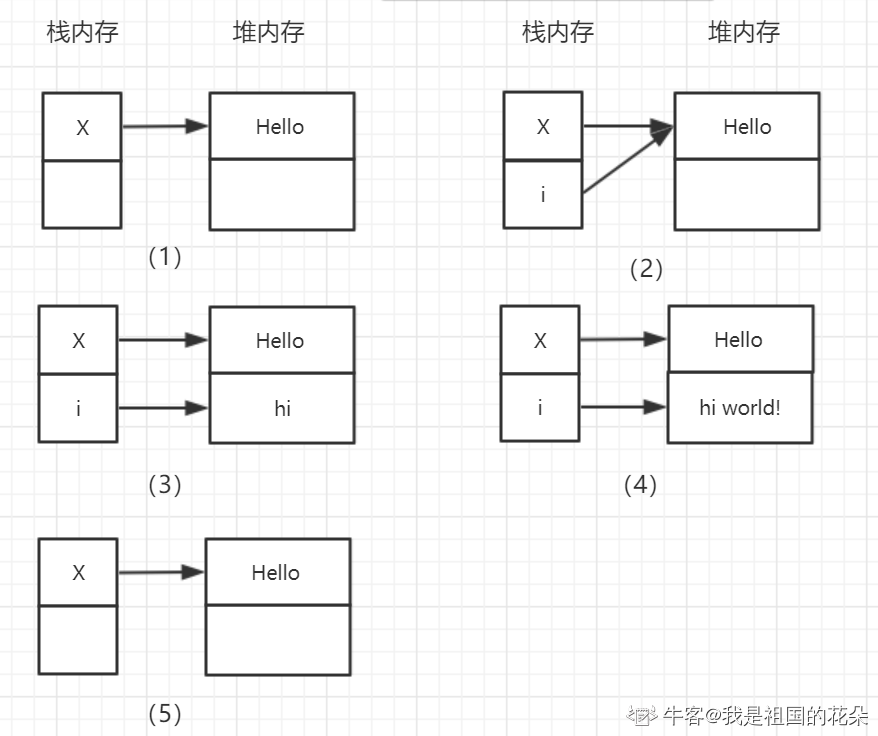 栈内存 堆内存 栈内存 堆内存
X Hello X Hello
i
(1) (2)
X Hello X Hello
i hi i hi world!
(3) (4)
X Hello
(5)
牛客@我是祖国的花朵